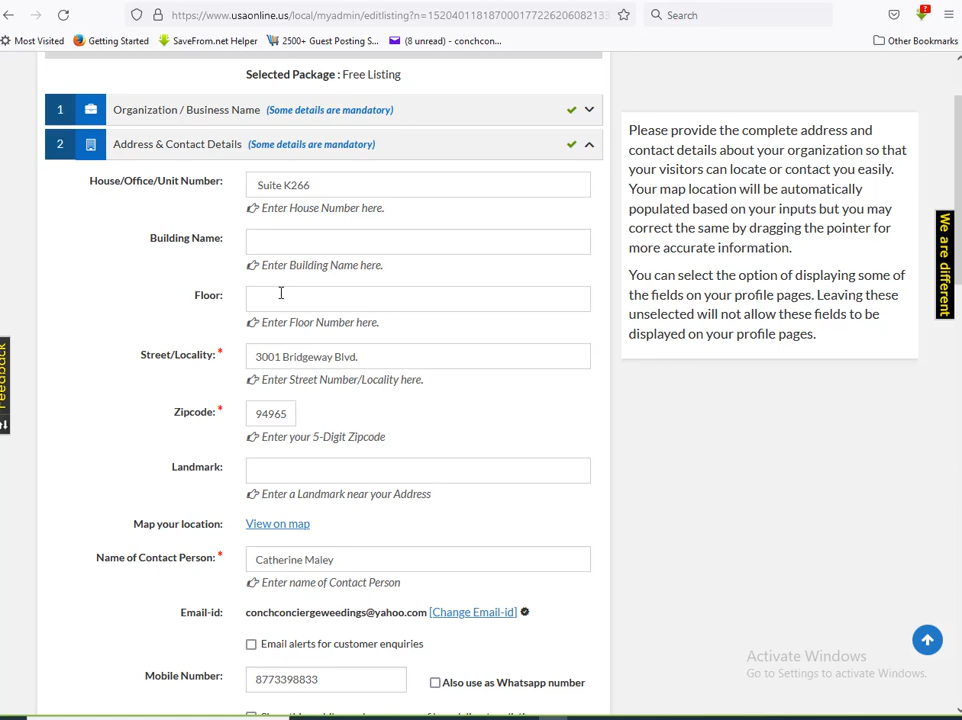 https://www.usaonline.us/local/myadmin/editlisting?n=1520401181870001772262060821
Search
Most Visited
Getting Started
SaveFrom.net Helper
2500+ Guest Posting S...
(8 unread) - conchcon...
Other Bookmarks
Selected Package : Free Listing
1 Organization / Business Name (Some details are mandatory)
2 Address & Contact Details (Some details are mandatory)
House/Office/Unit Number: Suite K266
Enter House Number here.
Building Name:
Enter Building Name here.
Floor:
Enter Floor Number here.
Street/Locality: * 3001 Bridgeway Blvd.
Enter Street Number/Locality here.
Zipcode: * 94965
Enter your 5-Digit Zipcode
Landmark:
Enter a Landmark near your Address
Map your location: View on map
Name of Contact Person: * Catherine Maley
Enter name of Contact Person
Email-id: conchconciergeweedings@yahoo.com [Change Email-id]
Email alerts for customer enquiries
Mobile Number: 8773398833
Also use as Whatsapp number
Please provide the complete address and
contact details about your organization so that
your visitors can locate or contact you easily.
Your map location will be automatically
populated based on your inputs but you may
correct the same by dragging the pointer for
more accurate information.
You can select the option of displaying some of
the fields on your profile pages. Leaving these
unselected will not allow these fields to be
displayed on your profile pages.
We are different
Feedback
Activate Windows
Go to Settings to activate Windows.